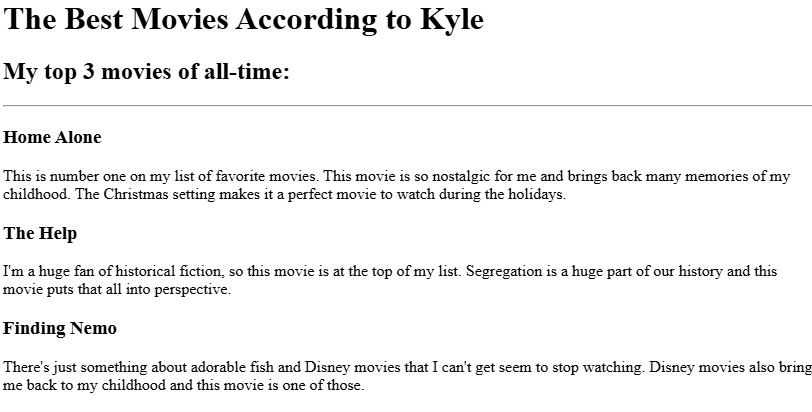 The Best Movies According to Kyle
My top 3 movies of all-time:
Home Alone
This is number one on my list of favorite movies. This movie is so nostalgic for me and brings back many memories of my
childhood. The Christmas setting makes it a perfect movie to watch during the holidays.
The Help
I'm a huge fan of historical fiction, so this movie is at the top of my list. Segregation is a huge part of our history and this
movie puts that all into perspective.
Finding Nemo
There's just something about adorable fish and Disney movies that I can't get seem to stop watching. Disney movies also bring
me back to my childhood and this movie is one of those.